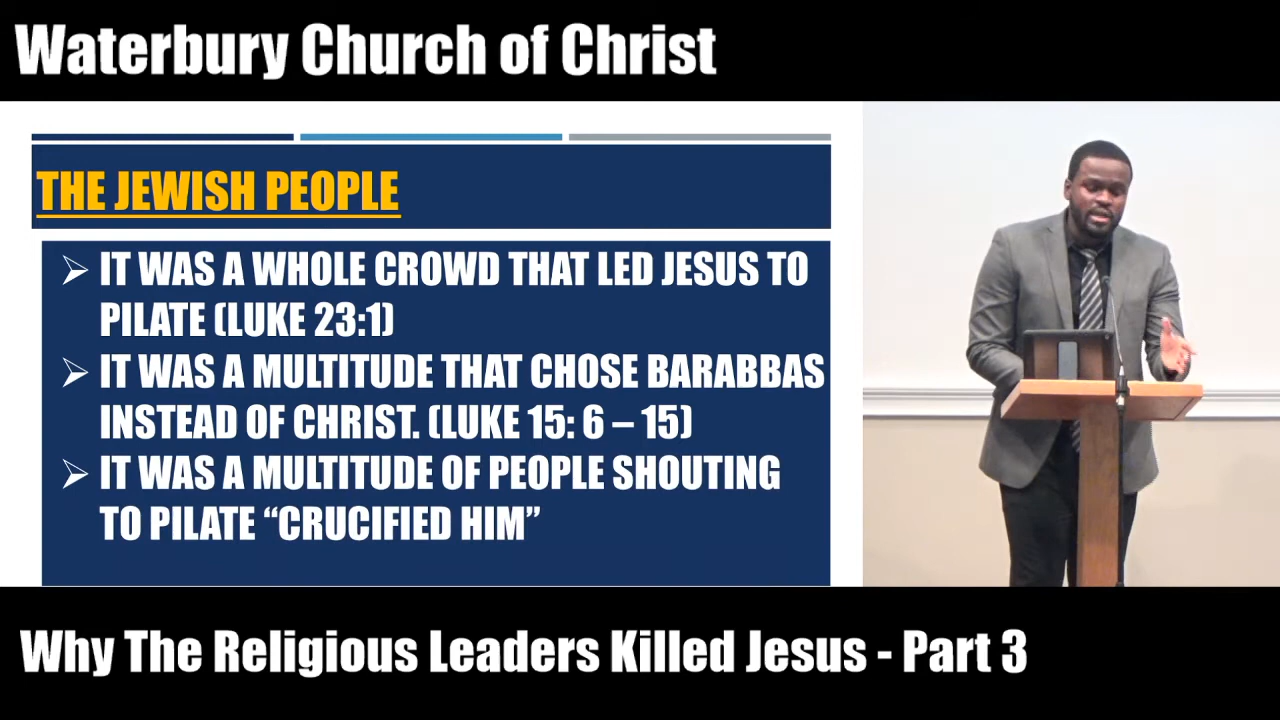 Waterbury Church of Christ
THE JEWISH PEOPLE
➢ IT WAS A WHOLE CROWD THAT LED JESUS TO
PILATE (LUKE 23:1)
➢ IT WAS A MULTITUDE THAT CHOSE BARABBAS
INSTEAD OF CHRIST. (LUKE 15: 6 – 15)
➢ IT WAS A MULTITUDE OF PEOPLE SHOUTING
TO PILATE “CRUCIFIED HIM”
Why The Religious Leaders Killed Jesus - Part 3